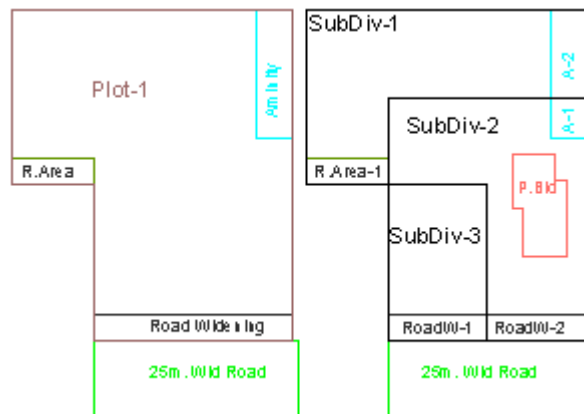 SubDiv-1
Plot-1
Aminity
A-2
A-1
SubDiv-2
R.Area
R.Area-1
P.Bld
SubDiv-3
Road Widening
RoadW-1
RoadW-2
25m.Wid Road
25m.Wid Road